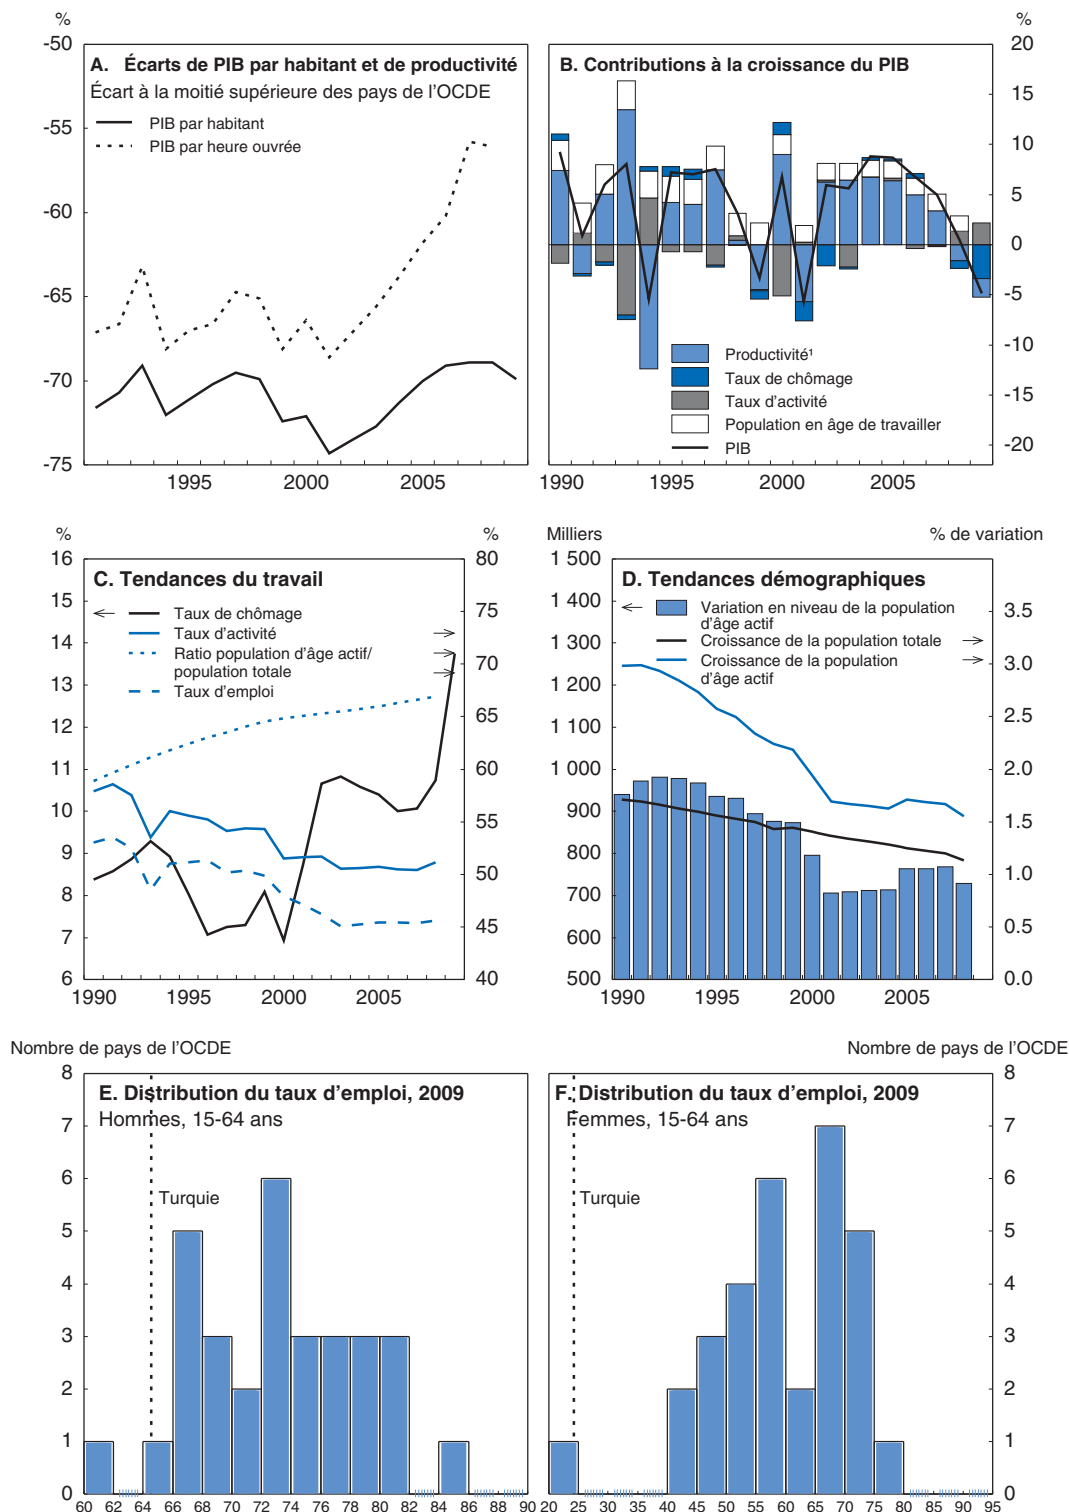 %
-50
-55
-60
-65
-70
-75
A. Écarts de PIB par habitant et de productivité
Écart à la moitié supérieure des pays de l'OCDE
PIB par habitant
PIB par heure ouvrée
1995 2000 2005
%
20
15
10
5
0
-5
-10
-15
-20
B. Contributions à la croissance du PIB
Productivité¹
Taux de chômage
Taux d'activité
Population en âge de travailler
PIB
1990 1995 2000 2005
% %
16
15
14
13
12
11
10
9
8
7
6
C. Tendances du travail
Taux de chômage
Taux d'activité
Ratio population d'âge actif/
population totale
Taux d'emploi
80
75
70
65
60
55
50
45
40
1990 1995 2000 2005
Milliers % de variation
1 500
1 400
1 300
1 200
1 100
1 000
900
800
700
600
500
D. Tendances démographiques
Variation en niveau de la population
d'âge actif
Croissance de la population totale
Croissance de la population
d'âge actif
3.5
3.0
2.5
2.0
1.5
1.0
0.5
0.0
1990 1995 2000 2005
Nombre de pays de l'OCDE
8
7
6
5
4
3
2
1
0
E. Distribution du taux d'emploi, 2009
Hommes, 15-64 ans
Turquie
60 62 64 66 68 70 72 74 76 78 80 82 84 86 88 90
Nombre de pays de l'OCDE
F. Distribution du taux d'emploi, 2009
Femmes, 15-64 ans
Turquie
8
7
6
5
4
3
2
1
0
20 25 30 35 40 45 50 55 60 65 70 75 80 85 90 95